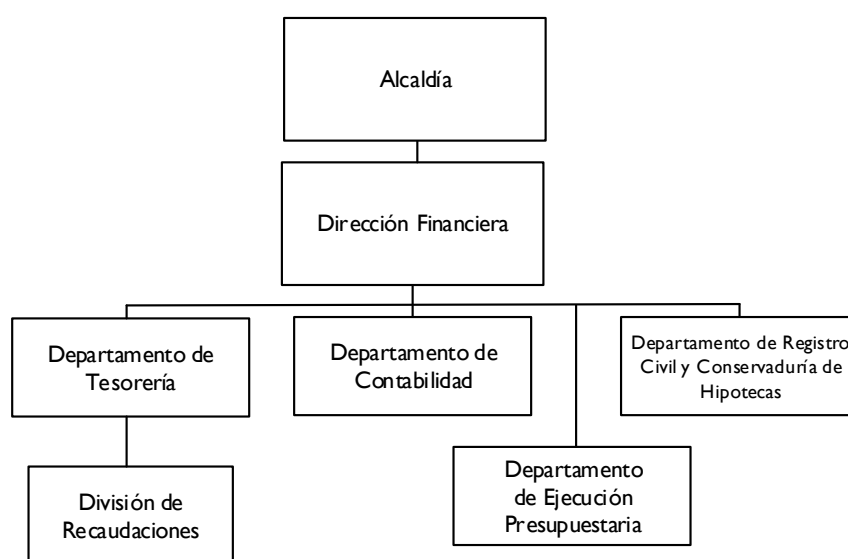 Alcaldía
Dirección Financiera
Departamento de
Tesorería
Departamento de
Contabilidad
Departamento de Registro
Civil y Conservaduría de
Hipotecas
División de
Recaudaciones
Departamento
de Ejecución
Presupuestaria